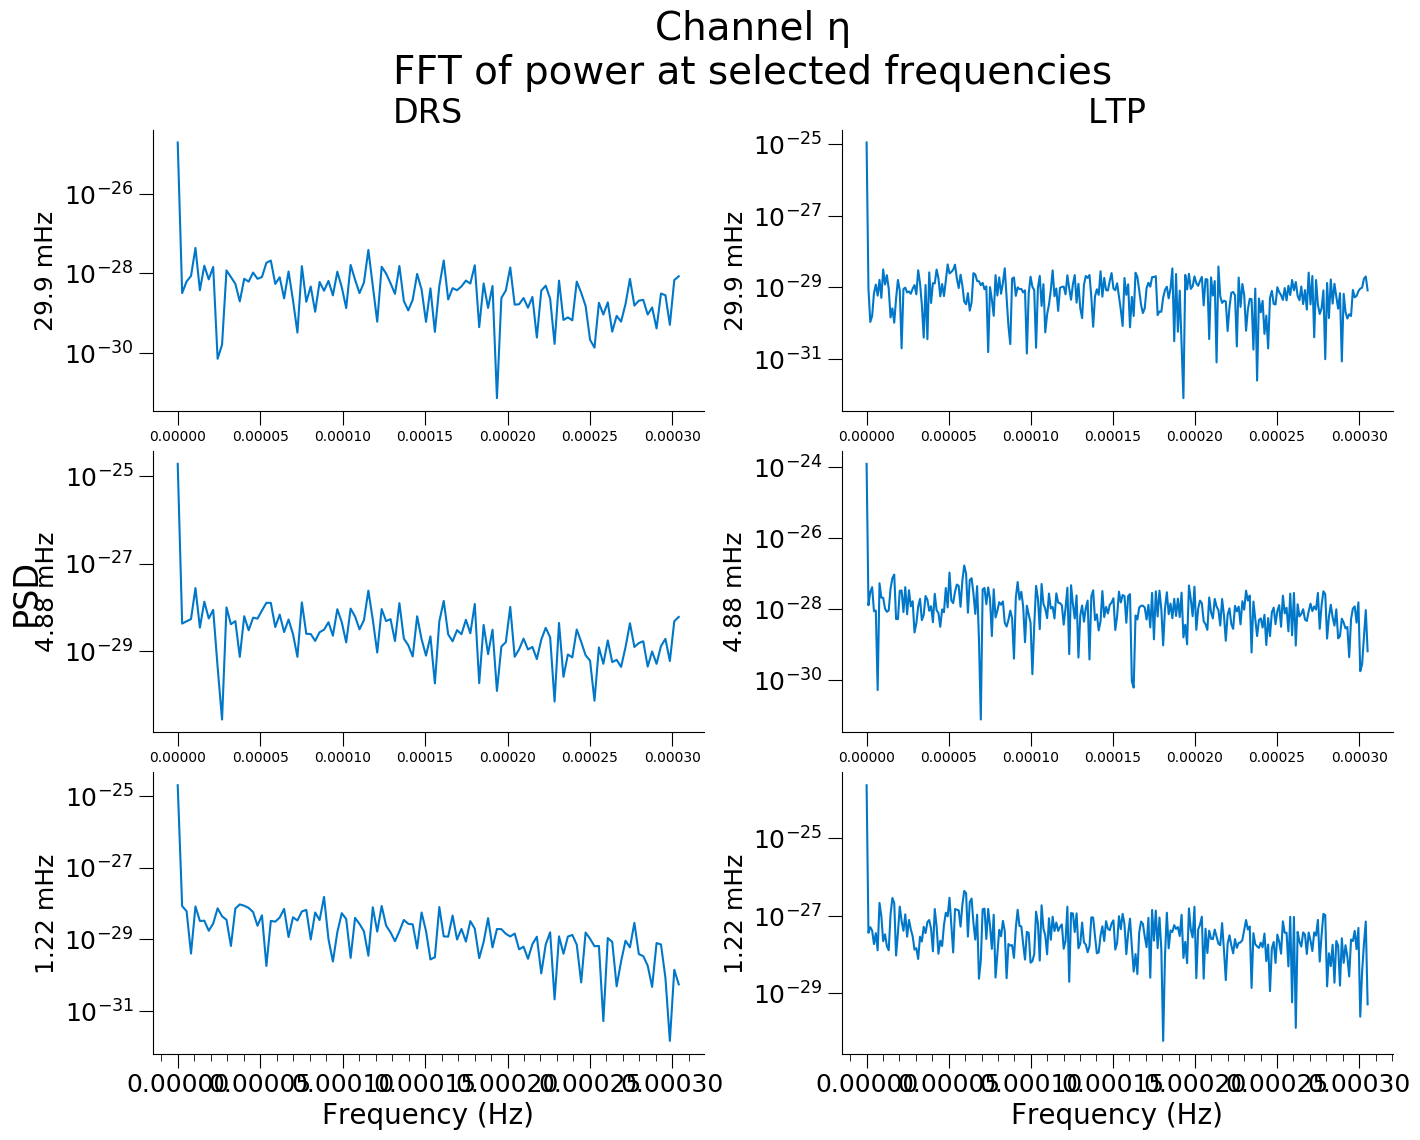 Channel η
FFT of power at selected frequencies
DRS
LTP
29.9 mHz
10^-26
10^-28
10^-30
0.00000 0.00005 0.00010 0.00015 0.00020 0.00025 0.00030
29.9 mHz
10^-25
10^-27
10^-29
10^-31
0.00000 0.00005 0.00010 0.00015 0.00020 0.00025 0.00030
PSD
4.88 mHz
10^-25
10^-27
10^-29
0.00000 0.00005 0.00010 0.00015 0.00020 0.00025 0.00030
4.88 mHz
10^-24
10^-26
10^-28
10^-30
0.00000 0.00005 0.00010 0.00015 0.00020 0.00025 0.00030
1.22 mHz
10^-25
10^-27
10^-29
10^-31
0.00000 0.00005 0.00010 0.00015 0.00020 0.00025 0.00030
Frequency (Hz)
1.22 mHz
10^-25
10^-27
10^-29
0.00000 0.00005 0.00010 0.00015 0.00020 0.00025 0.00030
Frequency (Hz)